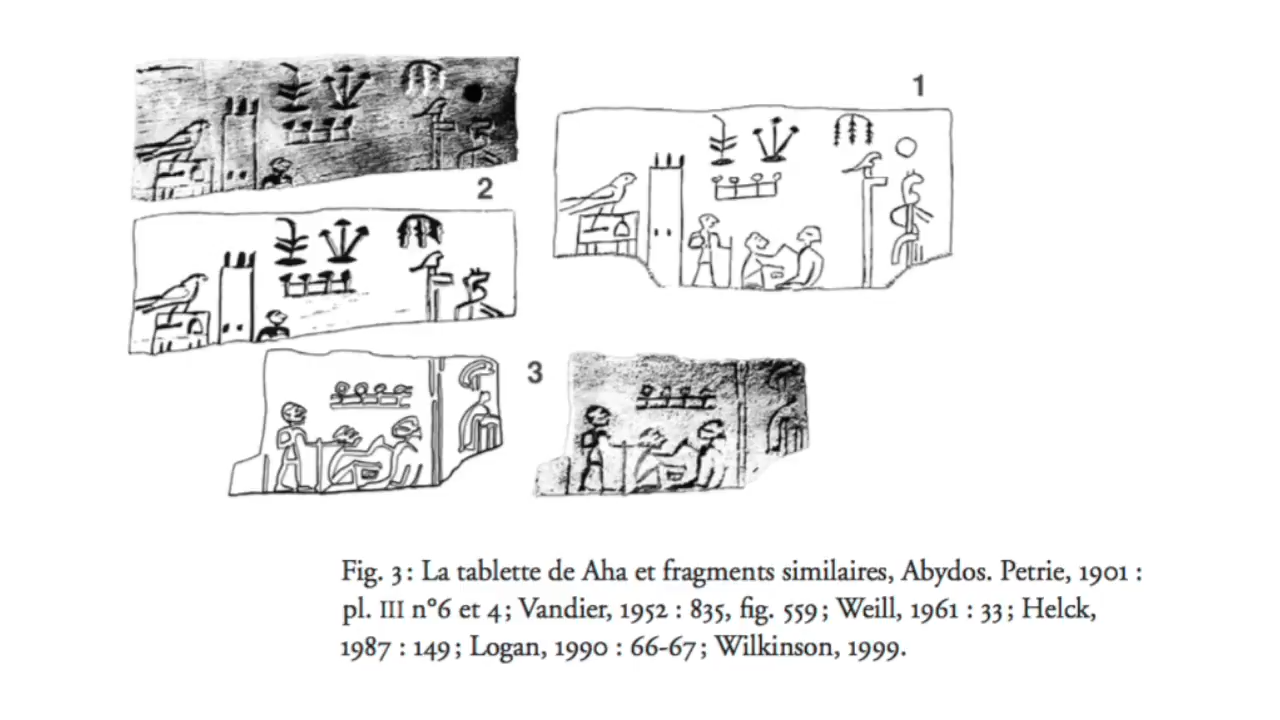 1
2
3
Fig. 3 : La tablette de Aha et fragments similaires, Abydos. Petrie, 1901 :
pl. III n°6 et 4 ; Vandier, 1952 : 835, fig. 559 ; Weill, 1961 : 33 ; Helck,
1987 : 149 ; Logan, 1990 : 66-67 ; Wilkinson, 1999.